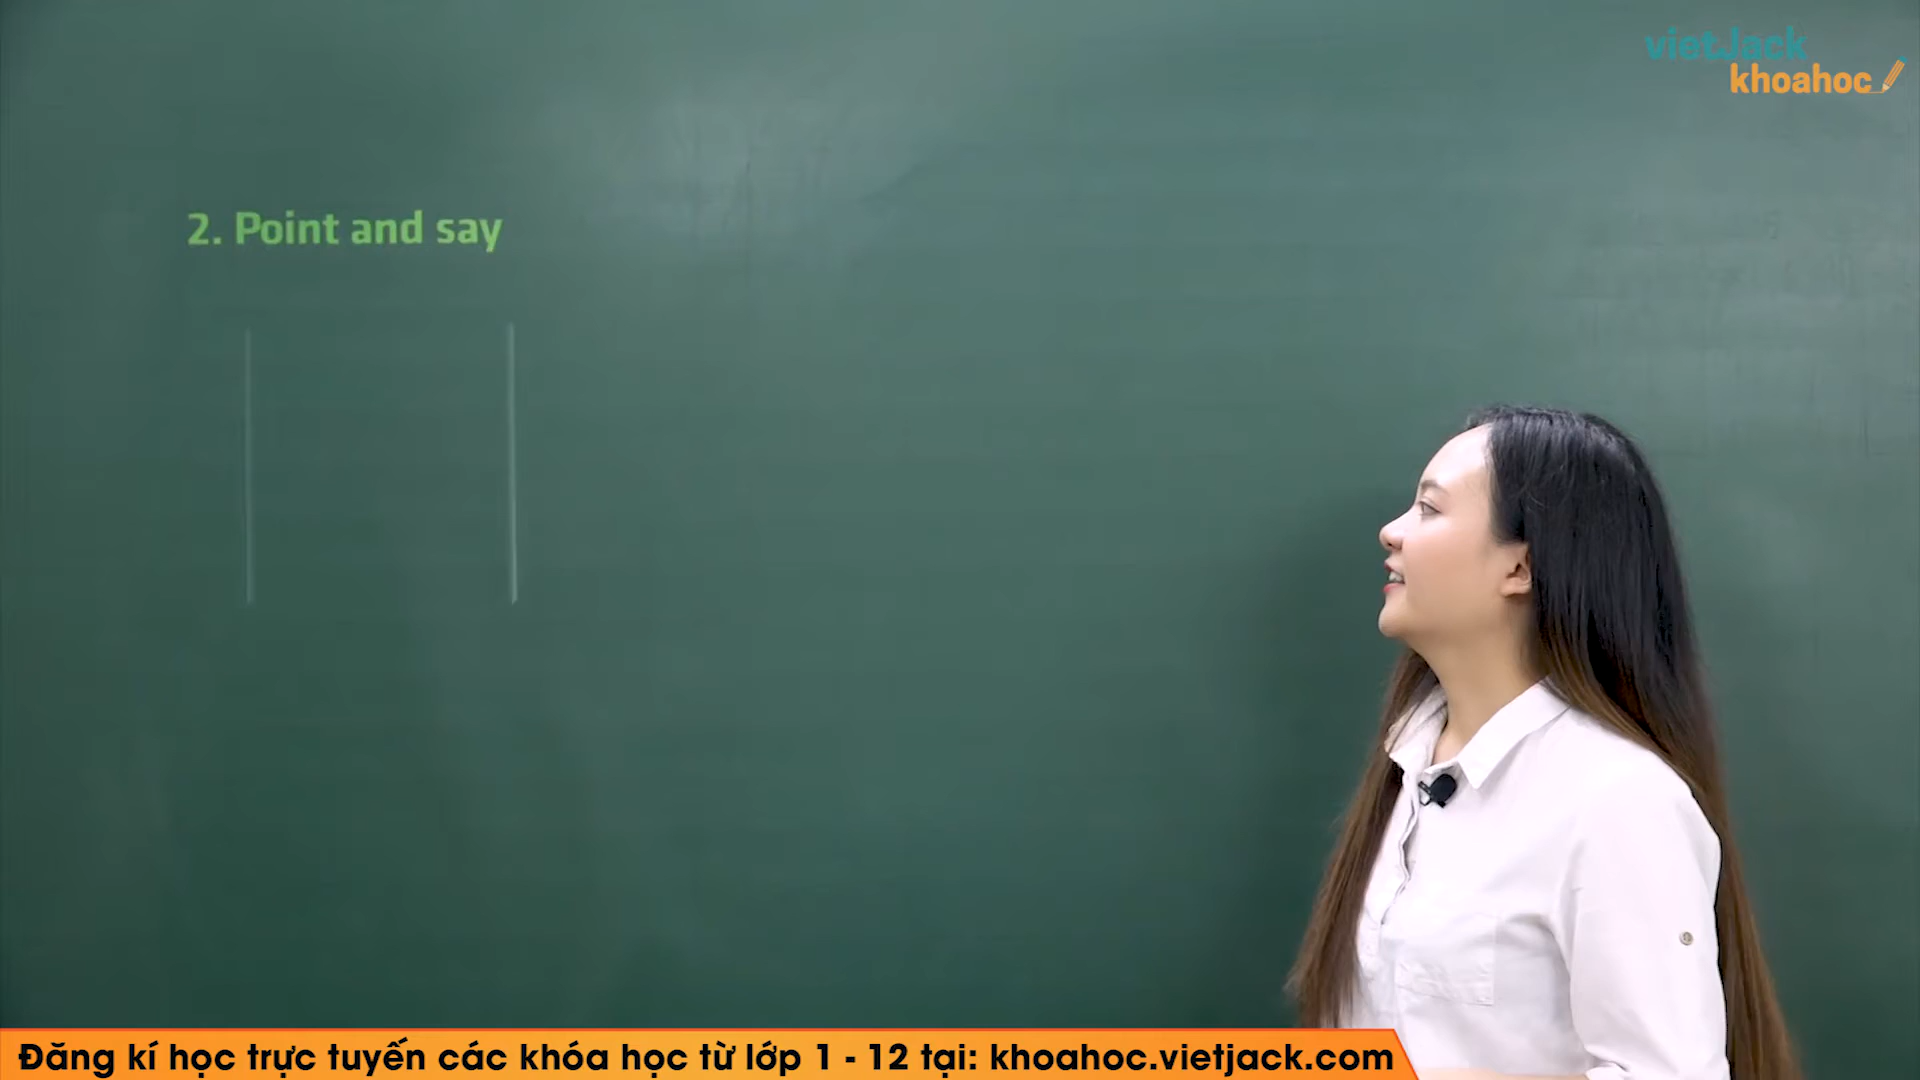 vietJack
khoahoc
2. Point and say
Đăng kí học trực tuyến các khóa học từ lớp 1 - 12 tại: khoahoc.vietjack.com